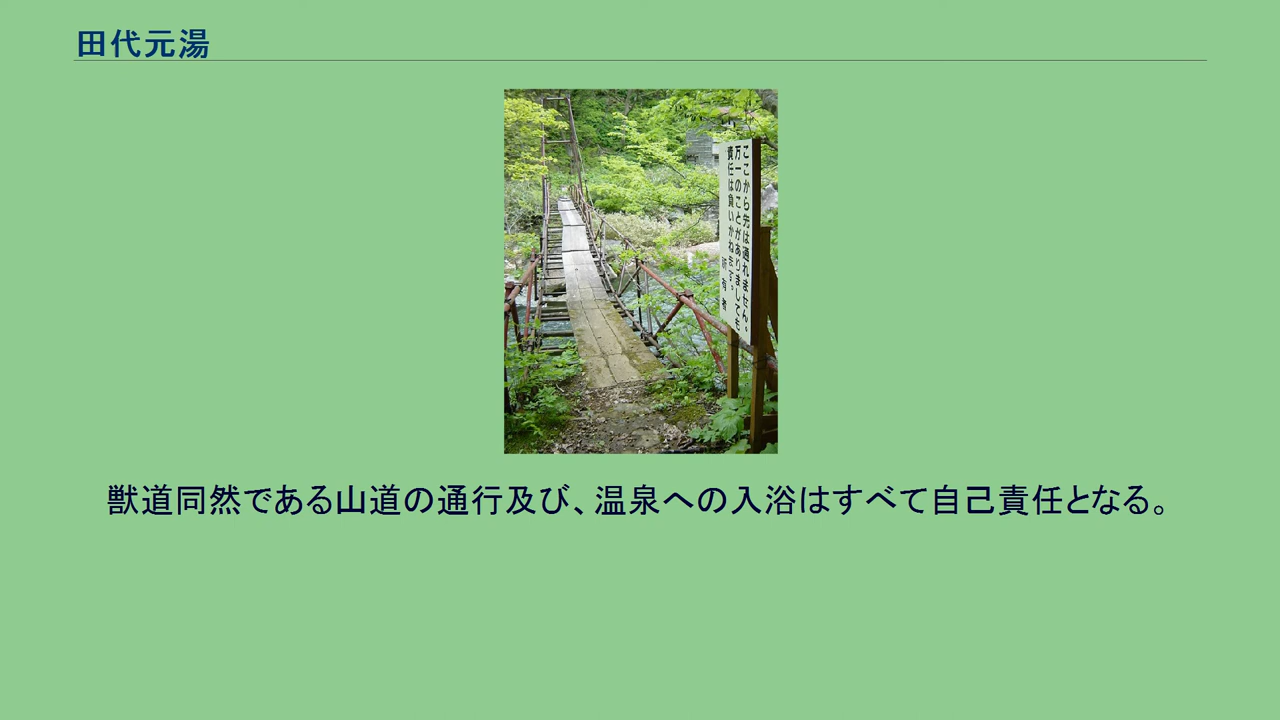 田代元湯
ここから先は通れません。
万一のことがありましても
責任は負いかねます。
所有者
獣道同然である山道の通行及び、温泉への入浴はすべて自己責任となる。